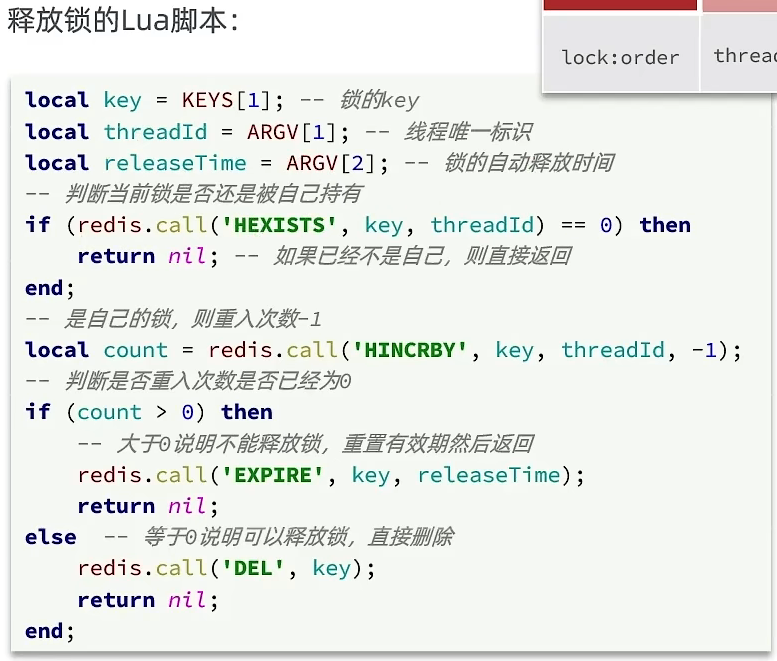 释放锁的Lua脚本：
lock:order threa
local key = KEYS[1]; -- 锁的key
local threadId = ARGV[1]; -- 线程唯一标识
local releaseTime = ARGV[2]; -- 锁的自动释放时间
-- 判断当前锁是否还是被自己持有
if (redis.call('HEXISTS', key, threadId) == 0) then
    return nil; -- 如果已经不是自己，则直接返回
end;
-- 是自己的锁，则重入次数-1
local count = redis.call('HINCRBY', key, threadId, -1);
-- 判断是否重入次数是否已经为0
if (count > 0) then
    -- 大于0说明不能释放锁，重置有效期然后返回
    redis.call('EXPIRE', key, releaseTime);
    return nil;
else  -- 等于0说明可以释放锁，直接删除
    redis.call('DEL', key);
    return nil;
end;